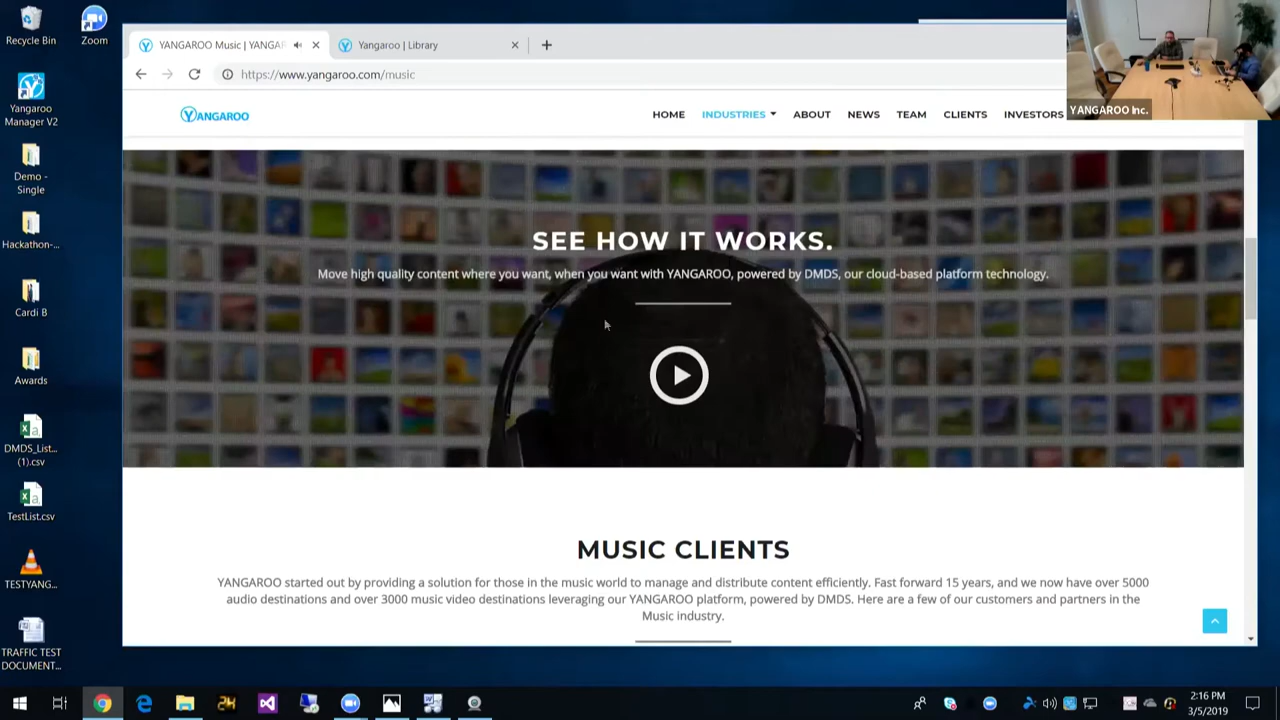 Recycle Bin
Zoom
Yangaroo
Manager V2
Demo -
Single
Hackathon-...
Cardi B
Awards
DMDS_List...
(1).csv
TestList.csv
TESTYANG...
TRAFFIC TEST
DOCUMENT...
YANGAROO Music | YANGAR
Yangaroo | Library
https://www.yangaroo.com/music
YANGAROO
HOME
INDUSTRIES
ABOUT
NEWS
TEAM
CLIENTS
INVESTORS
YANGAROO Inc.
SEE HOW IT WORKS.
Move high quality content where you want, when you want with YANGAROO, powered by DMDS, our cloud-based platform technology.
MUSIC CLIENTS
YANGAROO started out by providing a solution for those in the music world to manage and distribute content efficiently. Fast forward 15 years, and we now have over 5000
audio destinations and over 3000 music video destinations leveraging our YANGAROO platform, powered by DMDS. Here are a few of our customers and partners in the
Music industry.
2:16 PM
3/5/2019